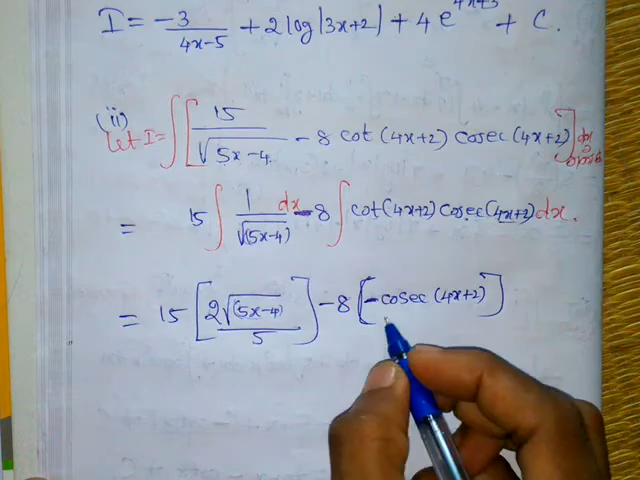 I = -3/(4x-5) + 2 log|3x+2| + 4 e^(4x+3) + C.
(ii) Let I = ∫ [ 15/√(5x-4) - 8 cot (4x+2) cosec (4x+2) ] dx
= 15 ∫ 1/√(5x-4) dx - 8 ∫ cot (4x+2) cosec (4x+2) dx.
= 15 [ 2√(5x-4) / 5 ] - 8 [ - cosec (4x+2) ]